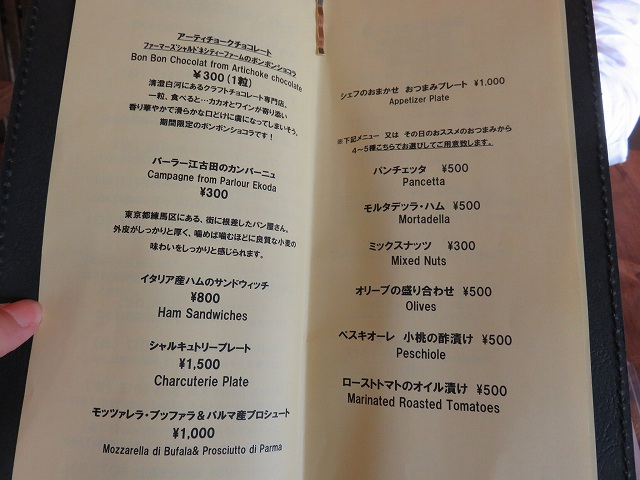 アーティチョークチョコレート
ファーマーズシャルドネシティーファームのボンボンショコラ
Bon Bon Chocolat from Artichoke chocolate
¥300(1粒)
清澄白河にあるクラフトチョコレート専門店。
一粒、食べると…カカオとワインが寄り添い
香り華やかで滑らかな口どけに虜になってしまいそう。
期間限定のボンボンショコラです!
パーラー江古田のカンパーニュ
Campagne from Parlour Ekoda
¥300
東京都練馬区にある、街に根差したパン屋さん。
外皮がしっかりと厚く、噛めば噛むほどに良質な小麦の
味わいをしっかりと感じられます。
イタリア産ハムのサンドウィッチ
¥800
Ham Sandwiches
シャルキュトリープレート
¥1,500
Charcuterie Plate
モッツァレラ・ブッファラ&パルマ産プロシュート
¥1,000
Mozzarella di Bufala& Prosciutto di Parma
シェフのおまかせ おつまみプレート ¥1,000
Appetizer Plate
※下記メニュー 又は その日のおススメのおつまみから
4~5種こちらでお選びしてご用意致します。
パンチェッタ ¥500
Pancetta
モルタデッラ・ハム ¥500
Mortadella
ミックスナッツ ¥300
Mixed Nuts
オリーブの盛り合わせ ¥500
Olives
ペスキオーレ 小桃の酢漬け ¥500
Peschiole
ローストトマトのオイル漬け ¥500
Marinated Roasted Tomatoes